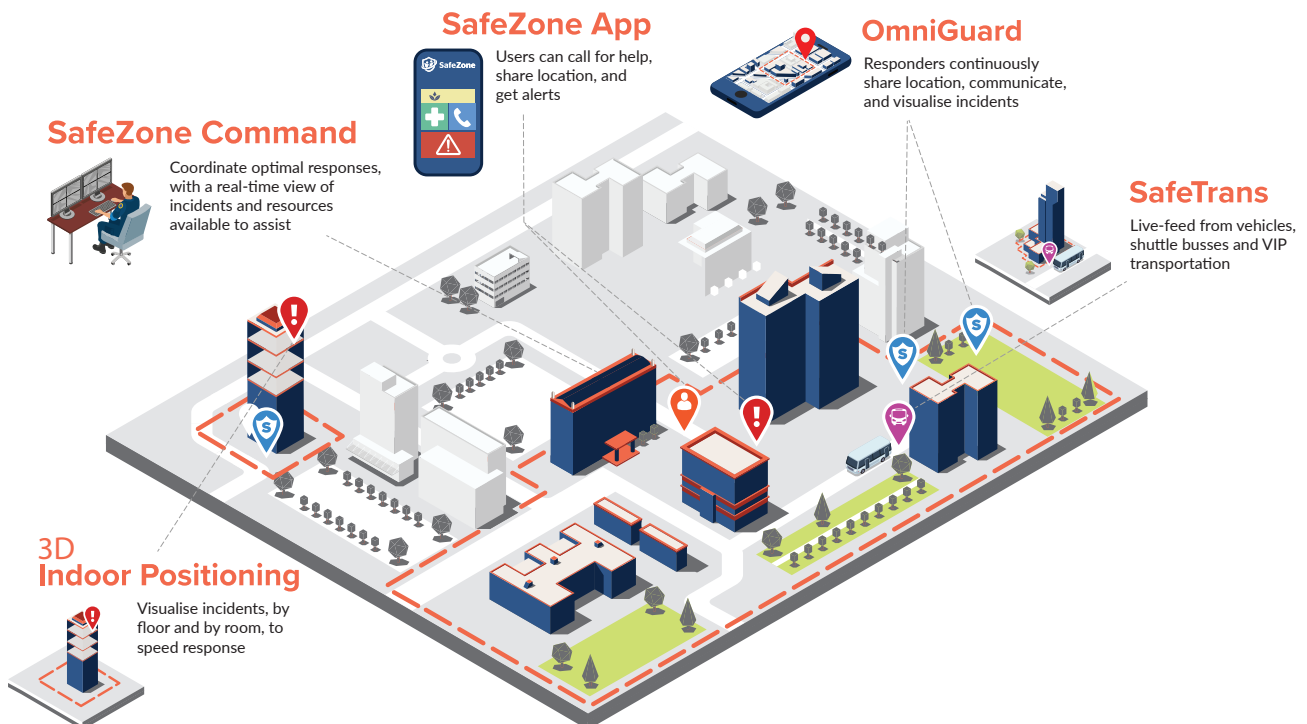 SafeZone App
Users can call for help,
share location, and
get alerts
SafeZone
OmniGuard
Responders continuously
share location, communicate,
and visualise incidents
SafeZone Command
Coordinate optimal responses,
with a real-time view of
incidents and resources
available to assist
SafeTrans
Live-feed from vehicles,
shuttle busses and VIP
transportation
!
S
S
S
!
3D
Indoor Positioning
Visualise incidents, by
floor and by room, to
speed response
!